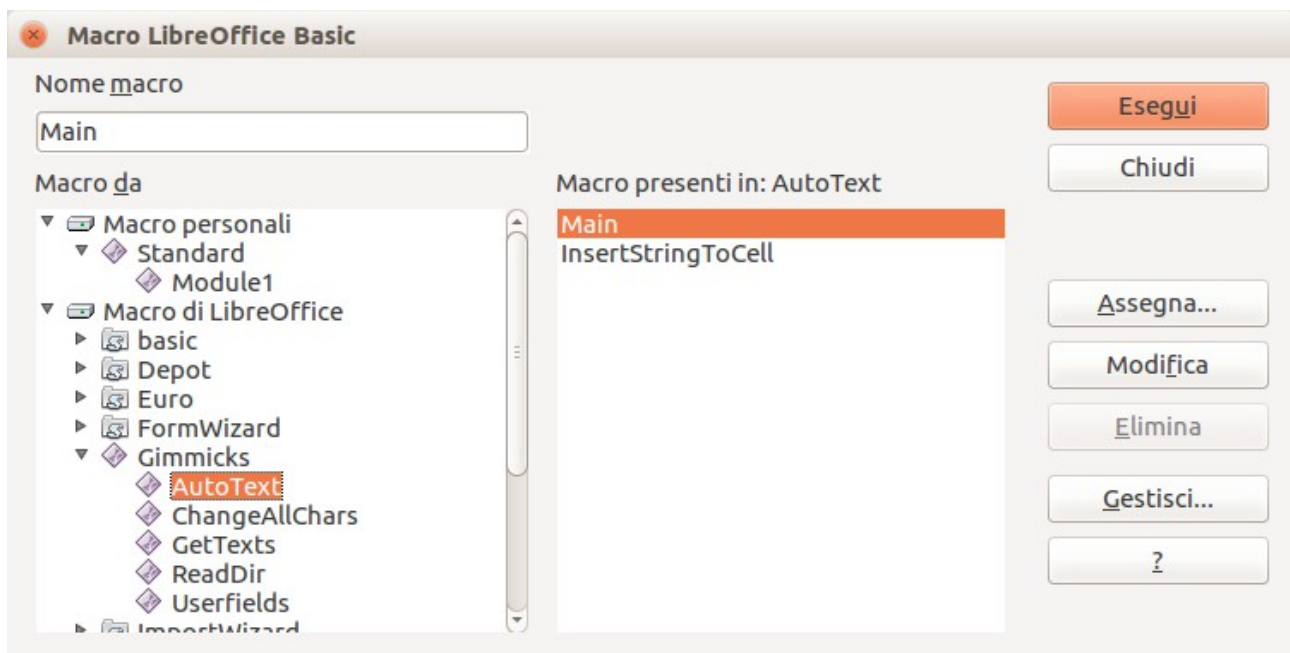 Macro LibreOffice Basic
Nome macro
Main
Macro da
Macro personali
Standard
Module1
Macro di LibreOffice
basic
Depot
Euro
FormWizard
Gimmicks
AutoText
ChangeAllChars
GetTexts
ReadDir
Userfields
ImportWizard
Macro presenti in: AutoText
Main
InsertStringToCell
Esegui
Chiudi
Assegna...
Modifica
Elimina
Gestisci...
?